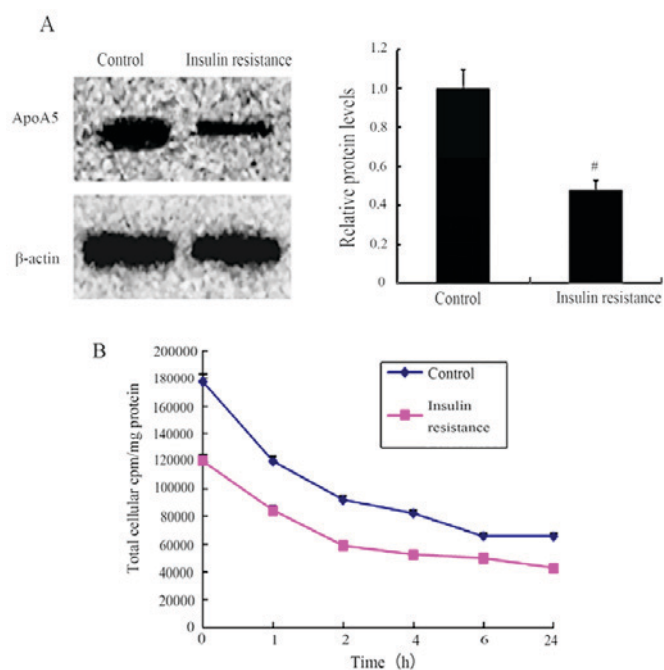 A
Control Insulin resistance
ApoA5
β-actin
Relative protein levels
1.2
1.0
0.8
0.6
0.4
0.2
0
#
Control Insulin resistance
B
Total cellular cpm/mg protein
200000
180000
160000
140000
120000
100000
80000
60000
40000
20000
0
0 1 2 4 6 24
Time (h)
Control
Insulin
resistance